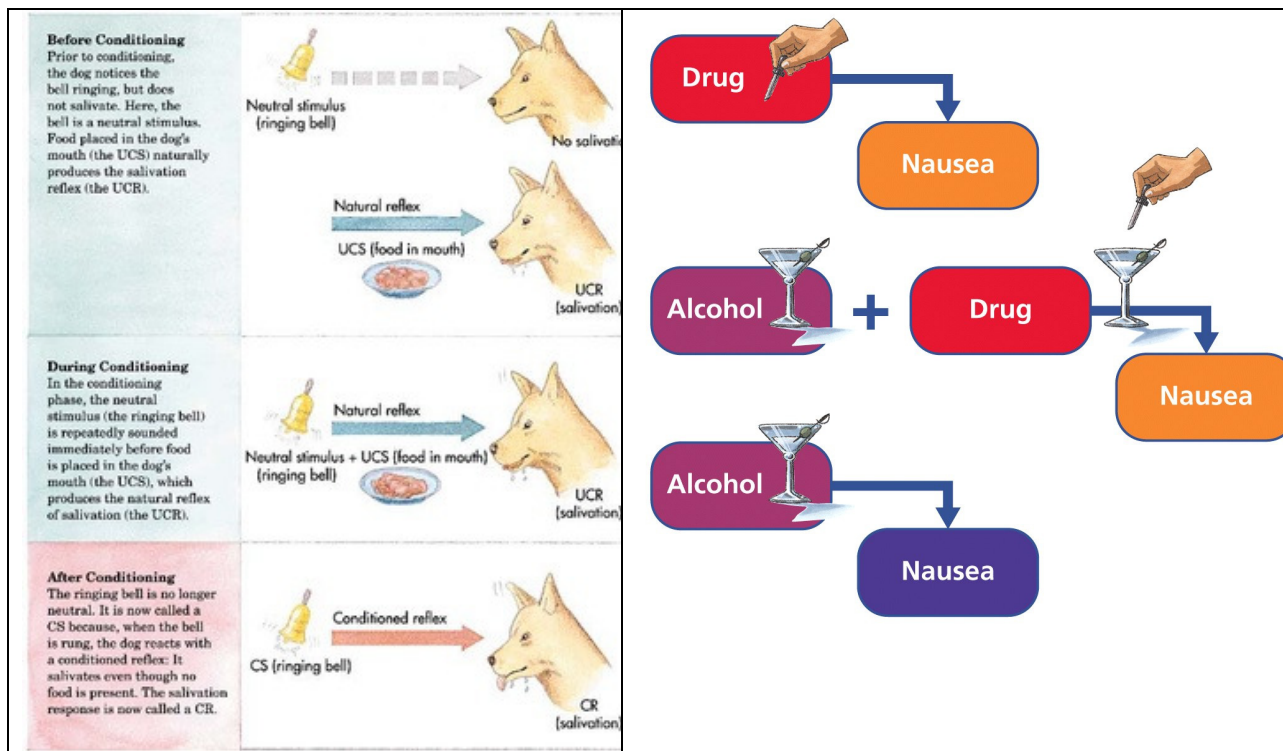 Before Conditioning
Prior to conditioning,
the dog notices the
bell ringing, but does
not salivate. Here, the
bell is a neutral stimulus.
Food placed in the dog's
mouth (the UCS) naturally
produces the salivation
reflex (the UCR).
Neutral stimulus
(ringing bell)
No salivatio
Natural reflex
UCS (food in mouth)
UCR
(salivation)
During Conditioning
In the conditioning
phase, the neutral
stimulus (the ringing bell)
is repeatedly sounded
immediately before food
is placed in the dog's
mouth (the UCS), which
produces the natural reflex
of salivation (the UCR).
Natural reflex
Neutral stimulus + UCS (food in mouth)
(ringing bell)
UCR
(salivation)
After Conditioning
The ringing bell is no longer
neutral. It is now called a
CS because, when the bell
is rung, the dog reacts with
a conditioned reflex: It
salivates even though no
food is present. The salivation
response is now called a CR.
Conditioned reflex
CS (ringing bell)
CR
(salivation)
Drug
Nausea
Alcohol + Drug
Nausea
Alcohol
Nausea